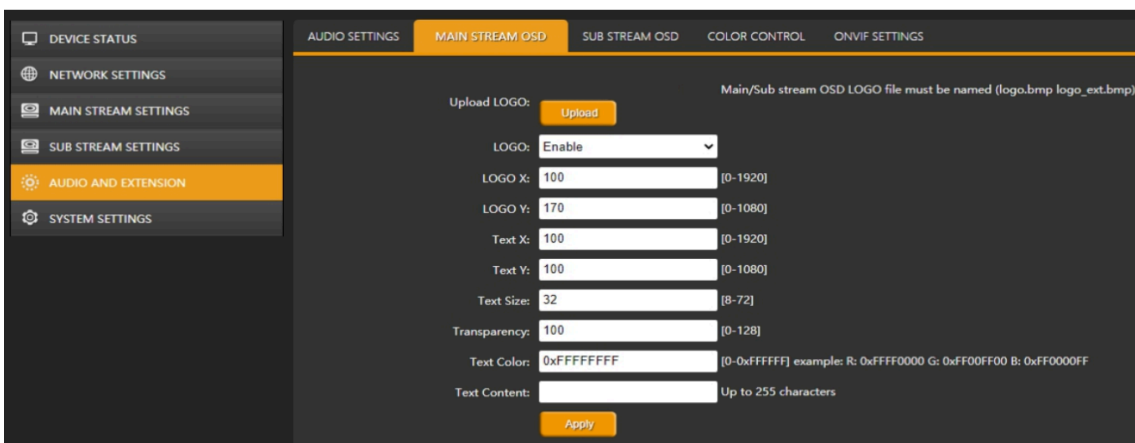 DEVICE STATUS
NETWORK SETTINGS
MAIN STREAM SETTINGS
SUB STREAM SETTINGS
AUDIO AND EXTENSION
SYSTEM SETTINGS
AUDIO SETTINGS MAIN STREAM OSD SUB STREAM OSD COLOR CONTROL ONVIF SETTINGS
Main/Sub stream OSD LOGO file must be named (logo.bmp logo_ext.bmp)
Upload LOGO: Upload
LOGO: Enable
LOGO X: 100 [0-1920]
LOGO Y: 170 [0-1080]
Text X: 100 [0-1920]
Text Y: 100 [0-1080]
Text Size: 32 [8-72]
Transparency: 100 [0-128]
Text Color: 0xFFFFFFFF [0-0xFFFFFF] example: R: 0xFFFF0000 G: 0xFF00FF00 B: 0xFF0000FF
Text Content: Up to 255 characters
Apply